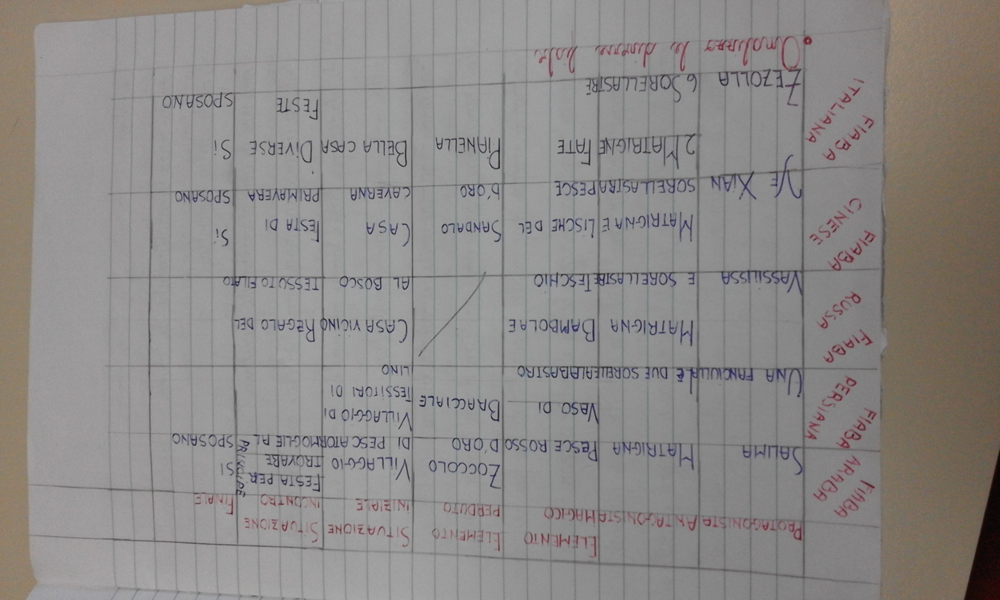 ELEMENTO ELEMENTO SITUAZIONE SITUAZIONE
PROTAGONISTA ANTAGONISTA MAGICO PERDUTO INIZIALE INCONTRO FINALE
FIABA ARABA
SALIMA
MATRIGNA
PESCE ROSSO
ZOCCOLO
D'ORO
VILLAGGIO
DI PESCATORI
FESTA PER
TROVARE
MOGLIE AL
PRINCIPE
SI
SPOSANO
FIABA
PERSIANA
UNA FANCIULLA
E DUE SORELLE
VASO DI
ALABASTRO
BRACCIALE
VILLAGGIO DI
TESSITORI DI
LINO
FIABA
RUSSA
VASSILISSA
MATRIGNA
E SORELLASTRE
BAMBOLA E
TESCHIO
CASA VICINO
AL BOSCO
REGALO DEL
TESSUTO FILATO
FIABA
CINESE
YE XIAN
MATRIGNA E
SORELLASTRA
LISCHE DEL
PESCE
SANDALO
D'ORO
CASA
CAVERNA
FESTA DI
PRIMAVERA
Si
SPOSANO
FIABA
ITALIANA
ZEZOLLA
2 MATRIGNE
6 SORELLASTRE
FATE
PIANELLA
BELLA CASA
DIVERSE
FESTE
Si
SPOSANO
• Analizzo le diverse fiabe.